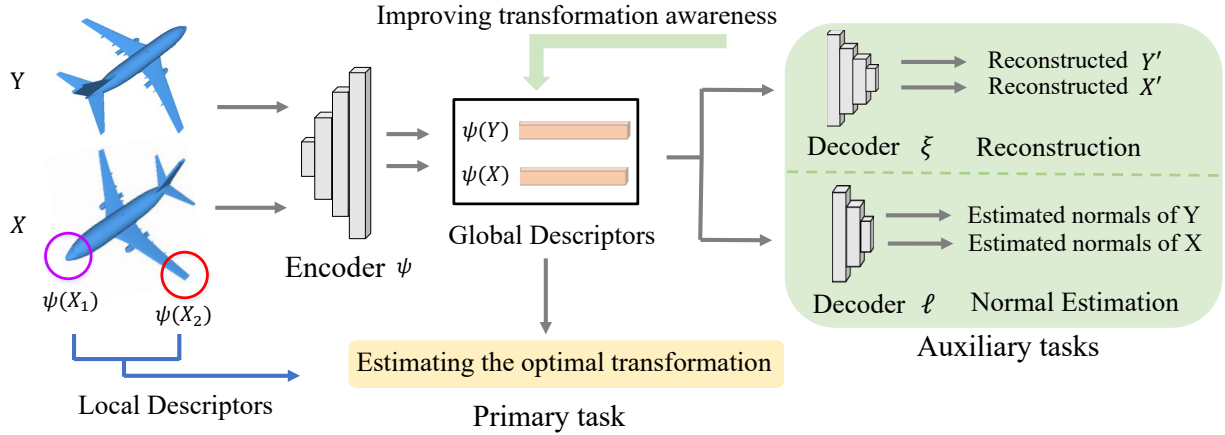 Improving transformation awareness
Y
X
ψ(X₁)
ψ(X₂)
Local Descriptors
Encoder ψ
ψ(Y)
ψ(X)
Global Descriptors
Estimating the optimal transformation
Primary task
Reconstructed Y′
Reconstructed X′
Decoder ξ Reconstruction
Estimated normals of Y
Estimated normals of X
Decoder ℓ Normal Estimation
Auxiliary tasks